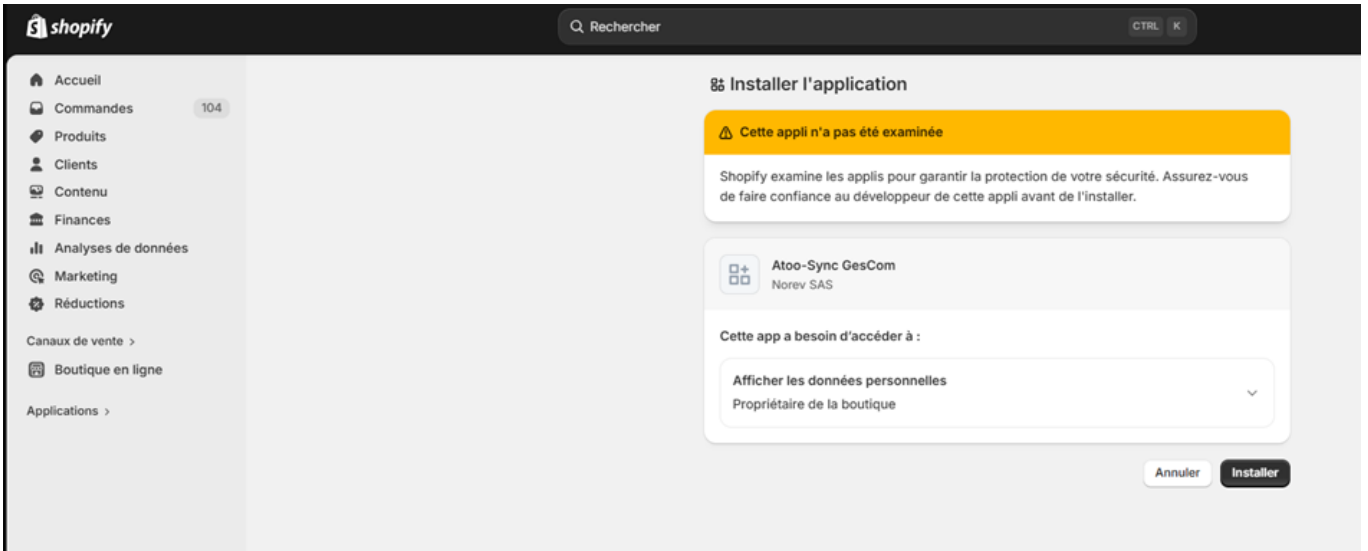 shopify
Rechercher
CTRL K
Accueil
Commandes 104
Produits
Clients
Contenu
Finances
Analyses de données
Marketing
Réductions
Canaux de vente >
Boutique en ligne
Applications >
Installer l'application
Cette appli n'a pas été examinée
Shopify examine les applis pour garantir la protection de votre sécurité. Assurez-vous
de faire confiance au développeur de cette appli avant de l'installer.
Atoo-Sync GesCom
Norev SAS
Cette app a besoin d'accéder à :
Afficher les données personnelles
Propriétaire de la boutique
Annuler
Installer